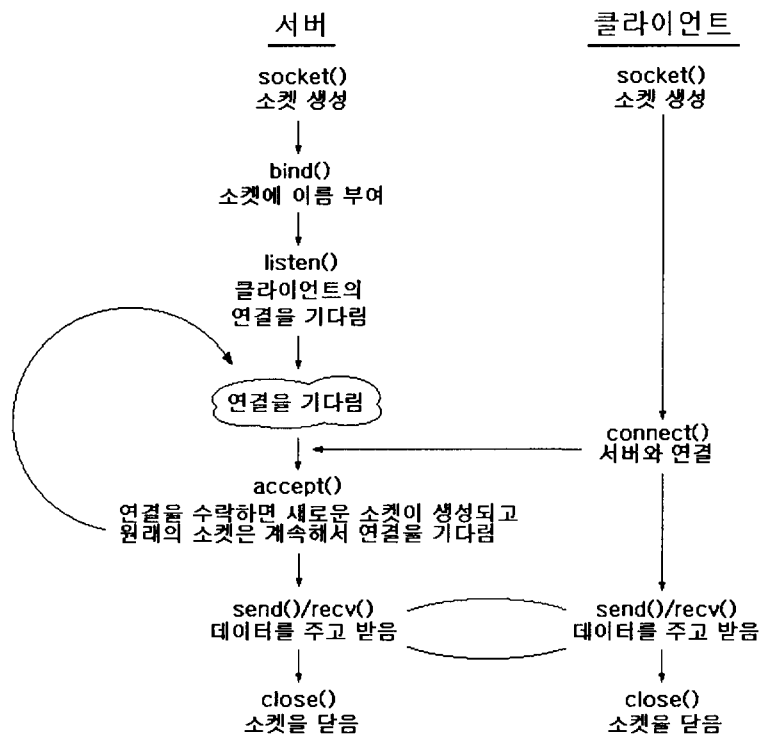 서버
socket()
소켓 생성
bind()
소켓에 이름 부여
listen()
클라이언트의
연결을 기다림
연결을 기다림
accept()
연결을 수락하면 새로운 소켓이 생성되고
원래의 소켓은 계속해서 연결을 기다림
send()/recv()
데이터를 주고 받음
close()
소켓을 닫음
클라이언트
socket()
소켓 생성
connect()
서버와 연결
send()/recv()
데이터를 주고 받음
close()
소켓을 닫음